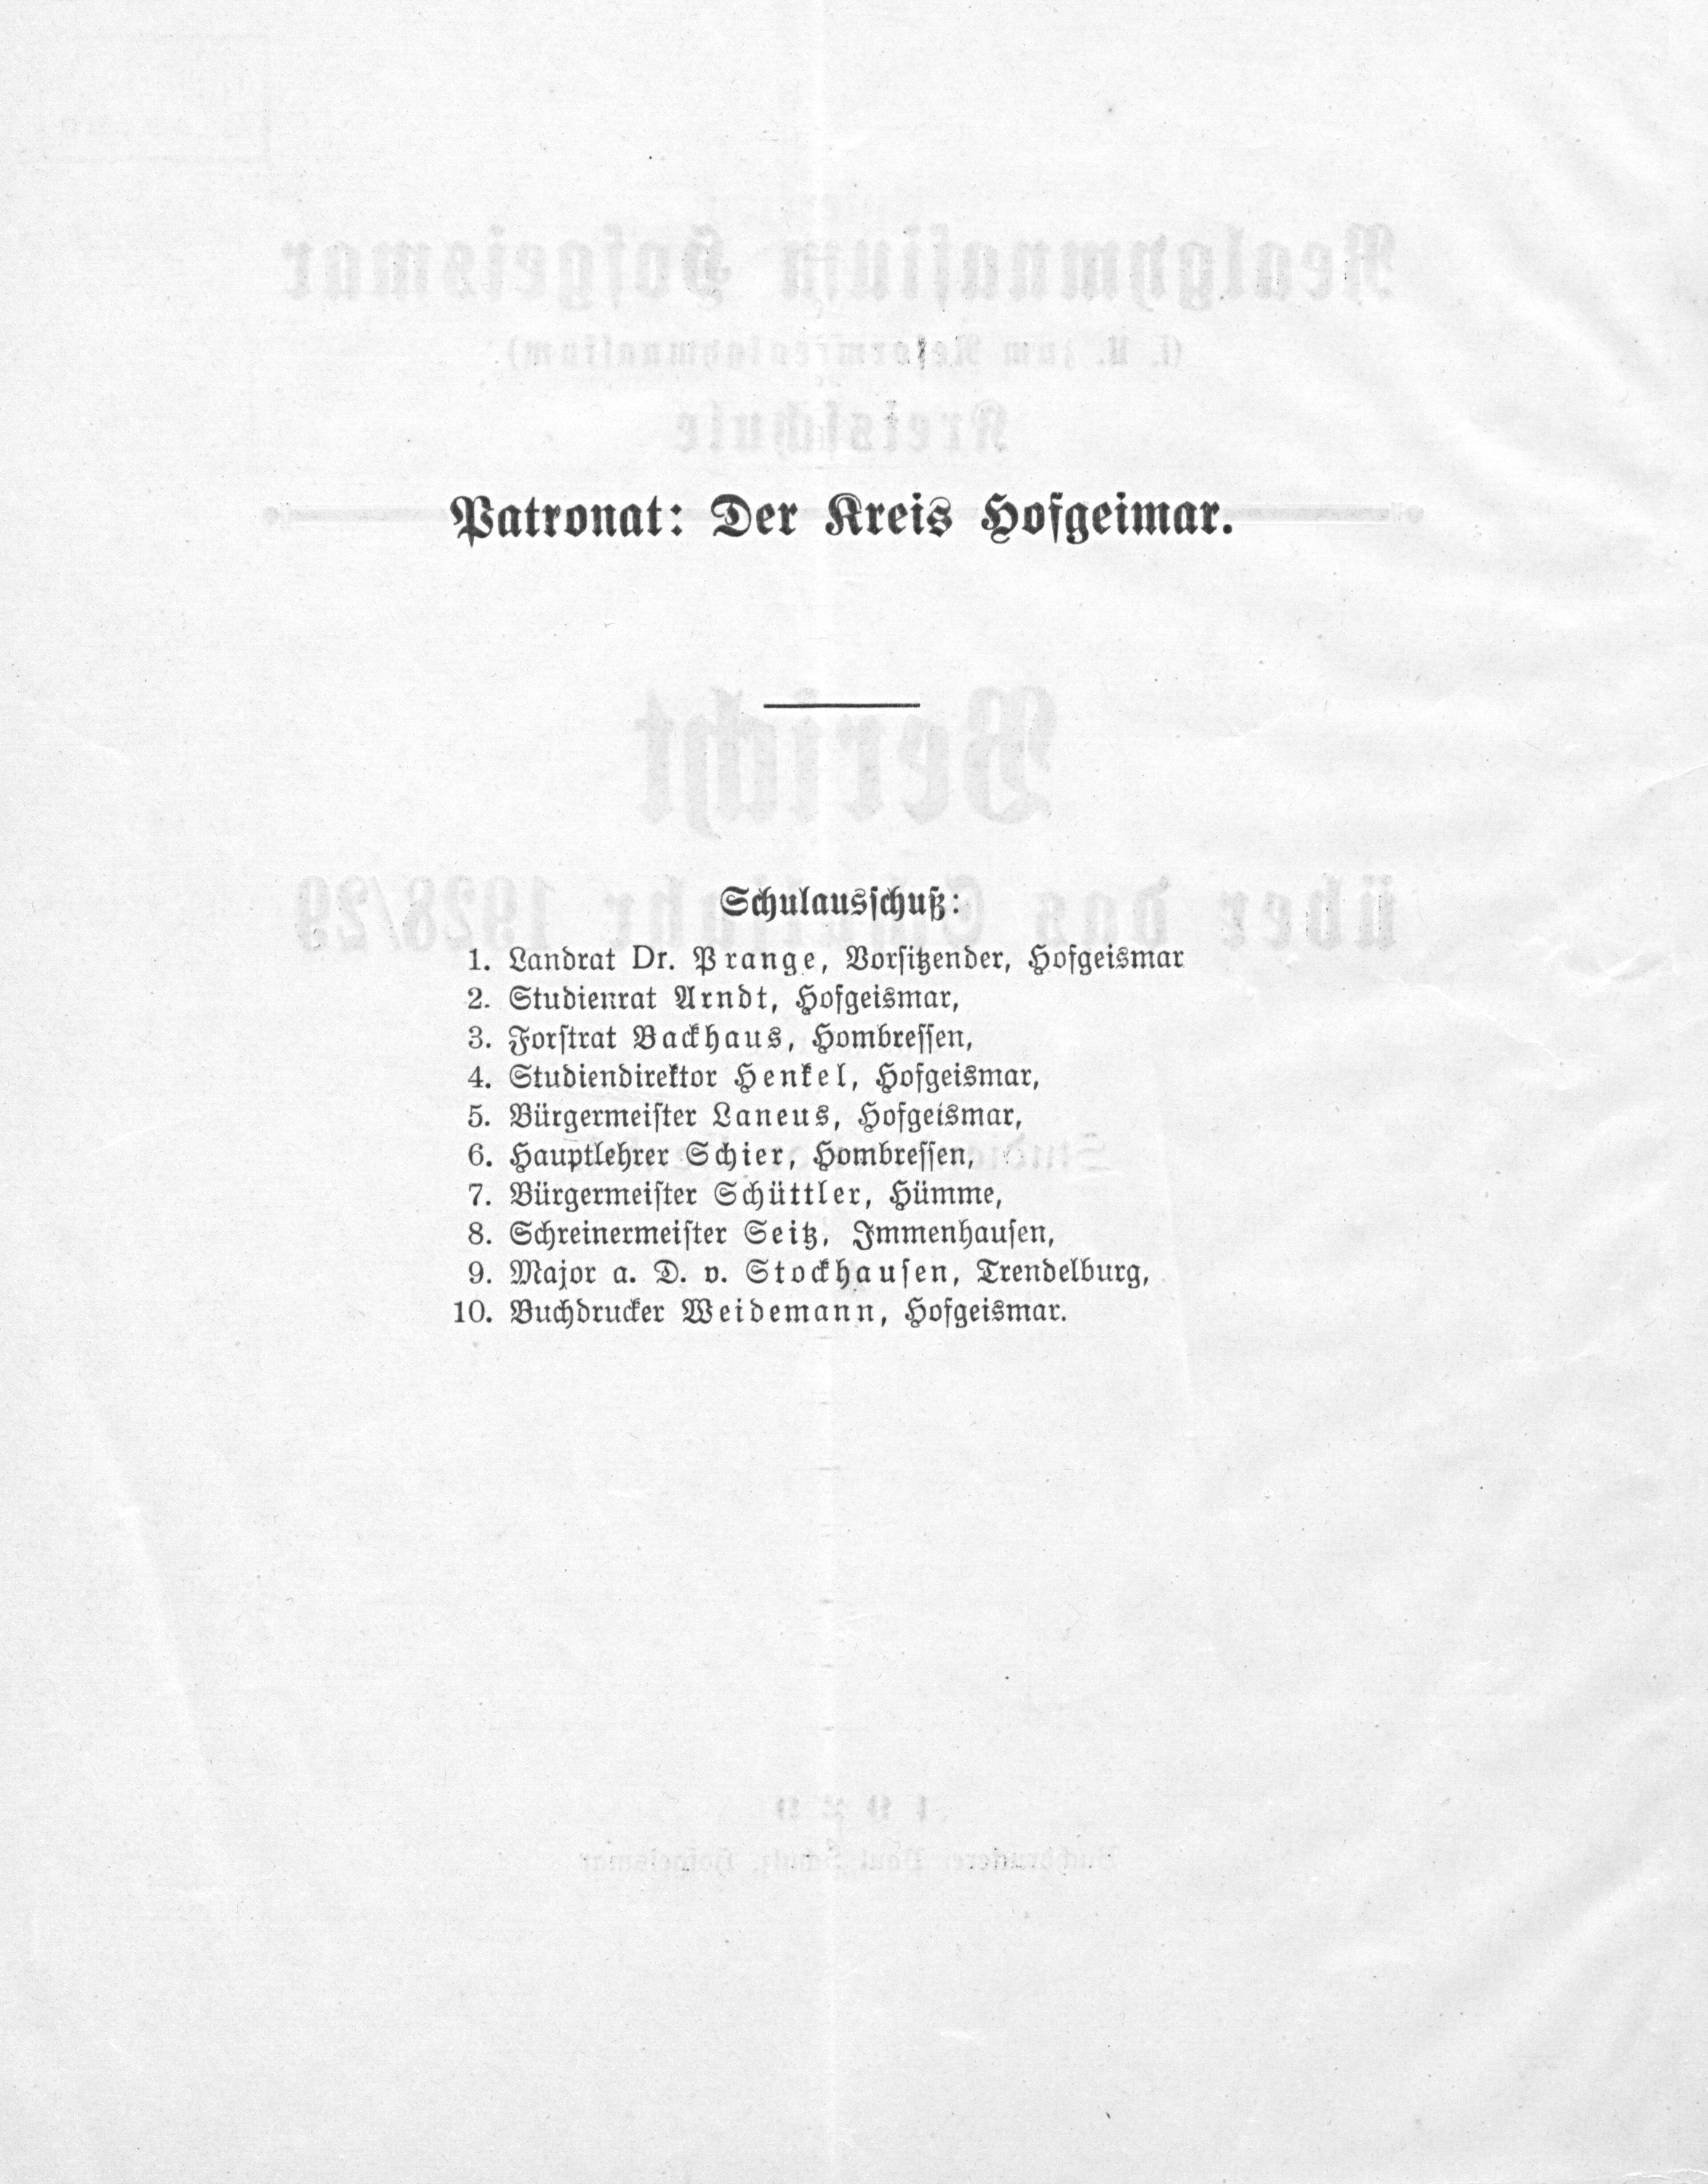 Patronat: Der Kreis Hofgeimar.
Schulausschuß:
1. Landrat Dr. Prange, Vorsitzender, Hofgeismar
2. Studienrat Arndt, Hofgeismar,
3. Forstrat Backhaus, Hombressen,
4. Studiendirektor Henkel, Hofgeismar,
5. Bürgermeister Laneus, Hofgeismar,
6. Hauptlehrer Schier, Hombressen,
7. Bürgermeister Schüttler, Hümme,
8. Schreinermeister Seitz, Immenhausen,
9. Major a. D. v. Stockhausen, Trendelburg,
10. Buchdrucker Weidemann, Hofgeismar.